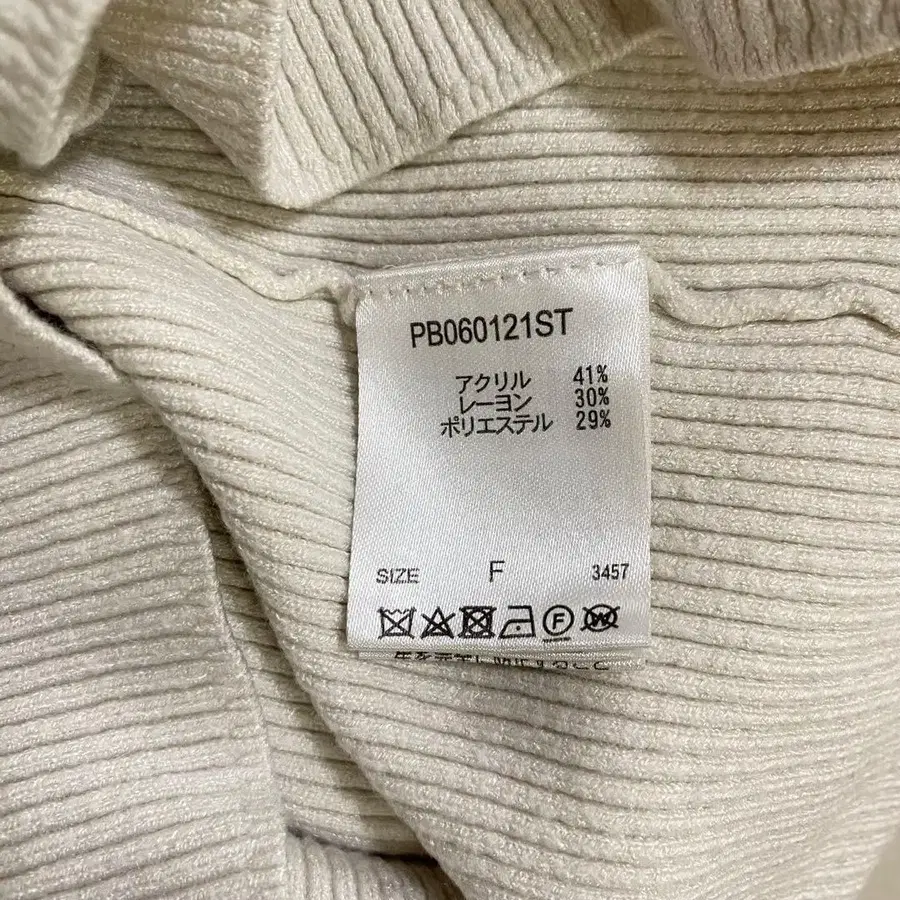 PB060121ST
アクリル 41%
レーヨン 30%
ポリエステル 29%
SIZE F 3457
F W